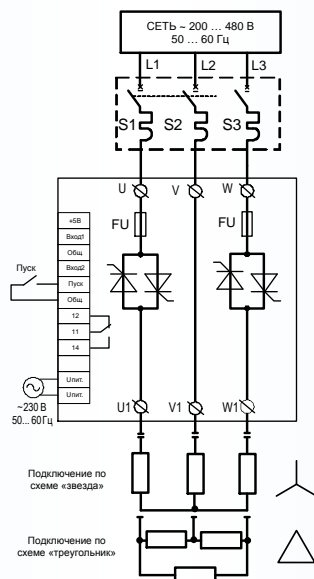 СЕТЬ ~ 200 ... 480 В
50 ... 60 Гц
L1 L2 L3
S1 S2 S3
U V W
FU FU
+5В
Вход1
Общ
Вход2
Пуск
Пуск
Общ
12
11
14
Uпит.
Uпит.
~230 В
50... 60 Гц
U1 V1 W1
Подключение по
схеме «звезда»
Подключение по
схеме «треугольник»